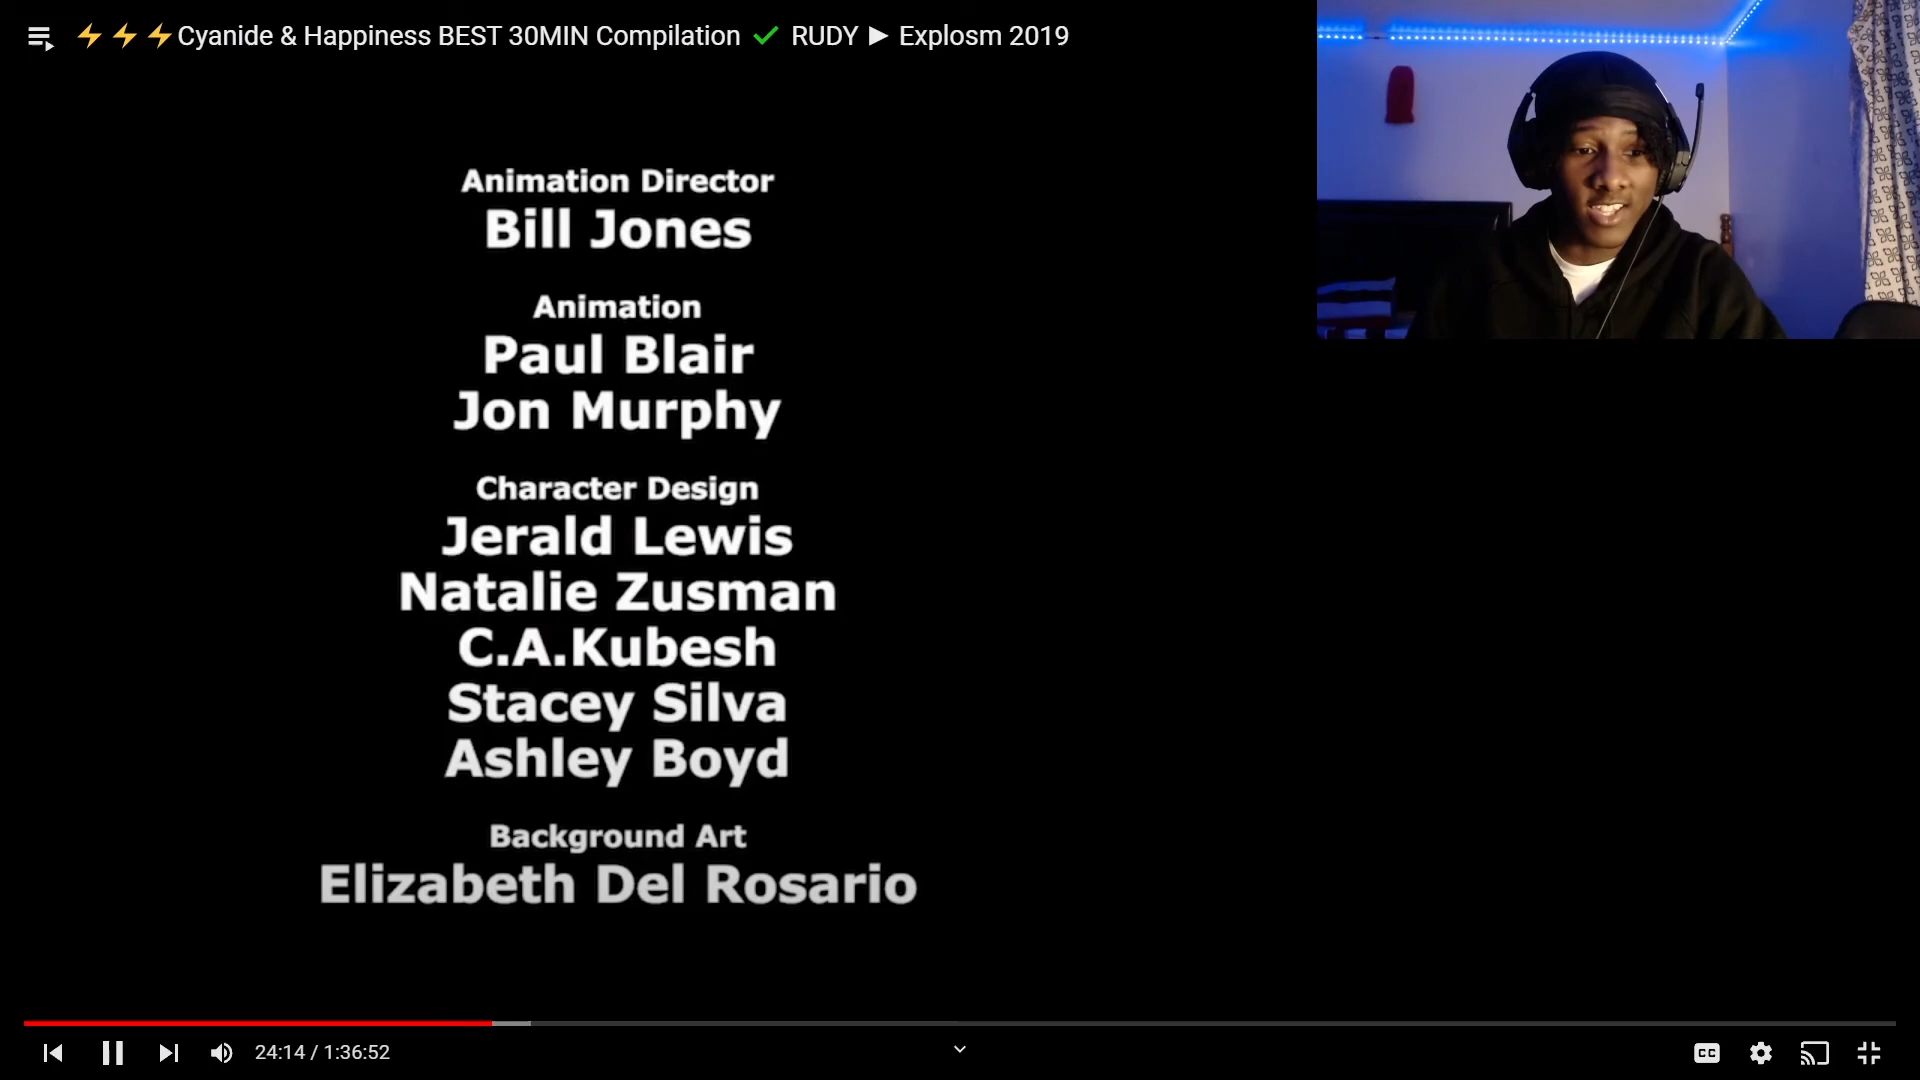 ⚡⚡⚡Cyanide & Happiness BEST 30MIN Compilation ✔ RUDY ► Explosm 2019
Animation Director
Bill Jones
Animation
Paul Blair
Jon Murphy
Character Design
Jerald Lewis
Natalie Zusman
C.A.Kubesh
Stacey Silva
Ashley Boyd
Background Art
Elizabeth Del Rosario
24:14 / 1:36:52
CC